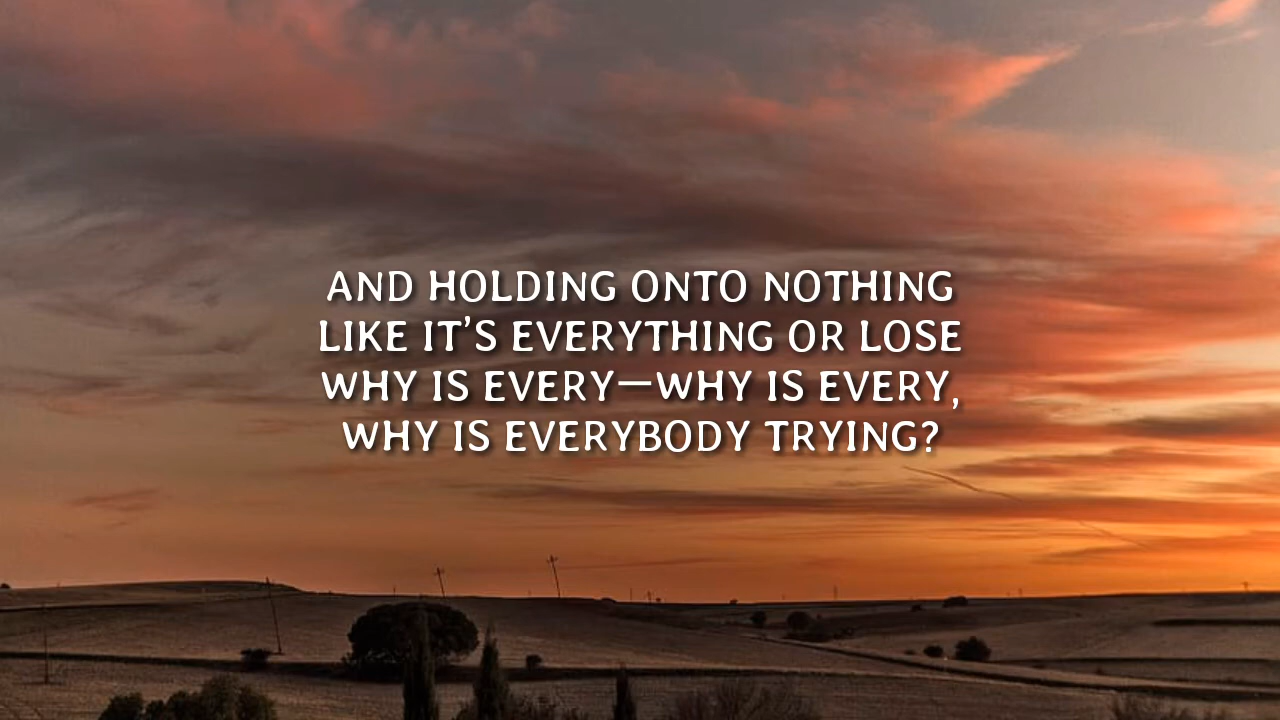 AND HOLDING ONTO NOTHING
LIKE IT’S EVERYTHING OR LOSE
WHY IS EVERY—WHY IS EVERY,
WHY IS EVERYBODY TRYING?